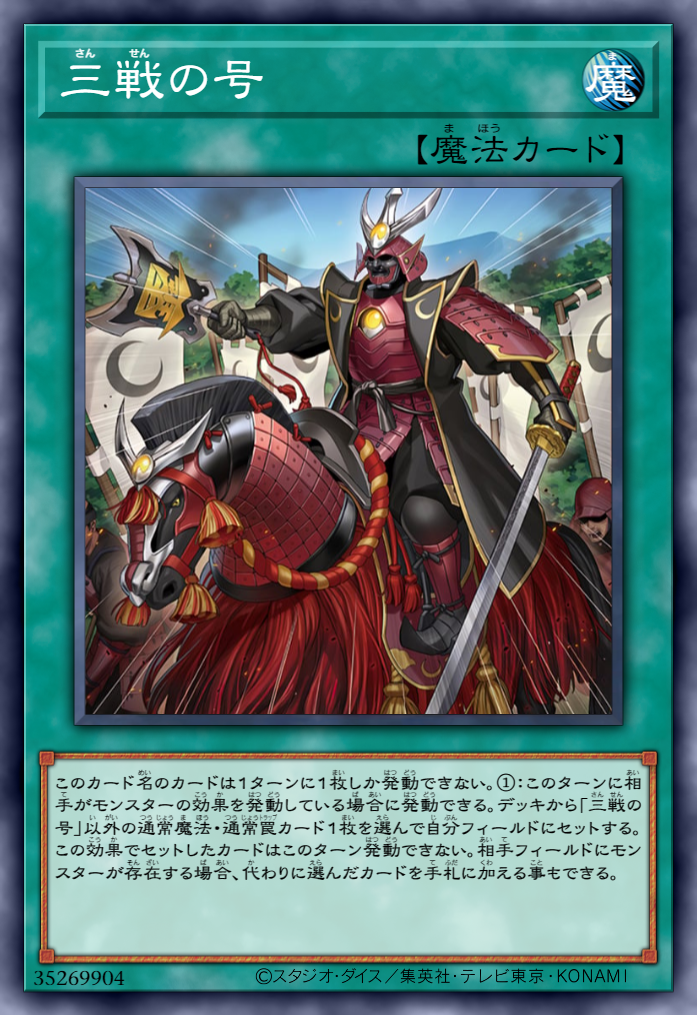 三戦の号
魔
【魔法カード】
このカード名のカードは1ターンに1枚しか発動できない。①:このターンに相
手がモンスターの効果を発動している場合に発動できる。デッキから「三戦の
号」以外の通常魔法・通常罠カード1枚を選んで自分フィールドにセットする。
この効果でセットしたカードはこのターン発動できない。相手フィールドにモン
スターが存在する場合、代わりに選んだカードを手札に加える事もできる。
35269904
©スタジオ・ダイス/集英社・テレビ東京・KONAMI